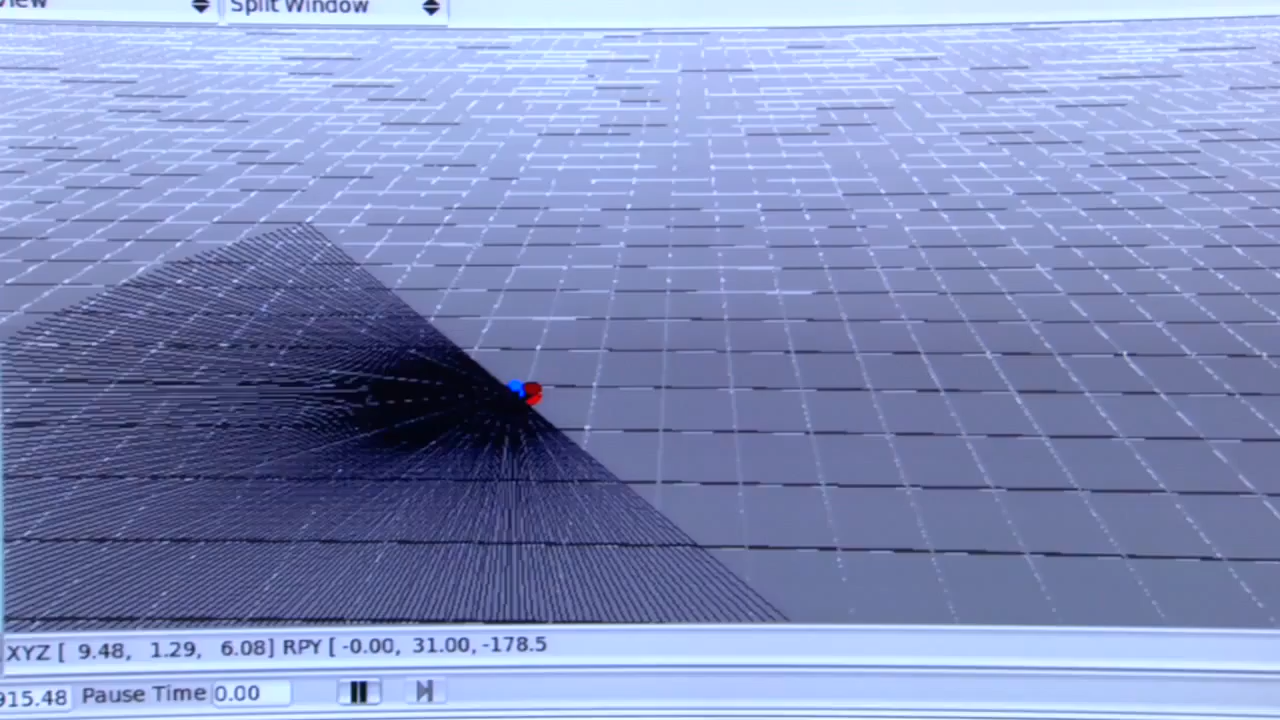 Split Window
XYZ [ 9.48, 1.29, 6.08] RPY [ -0.00, 31.00, -178.5
915.48 Pause Time 0.00